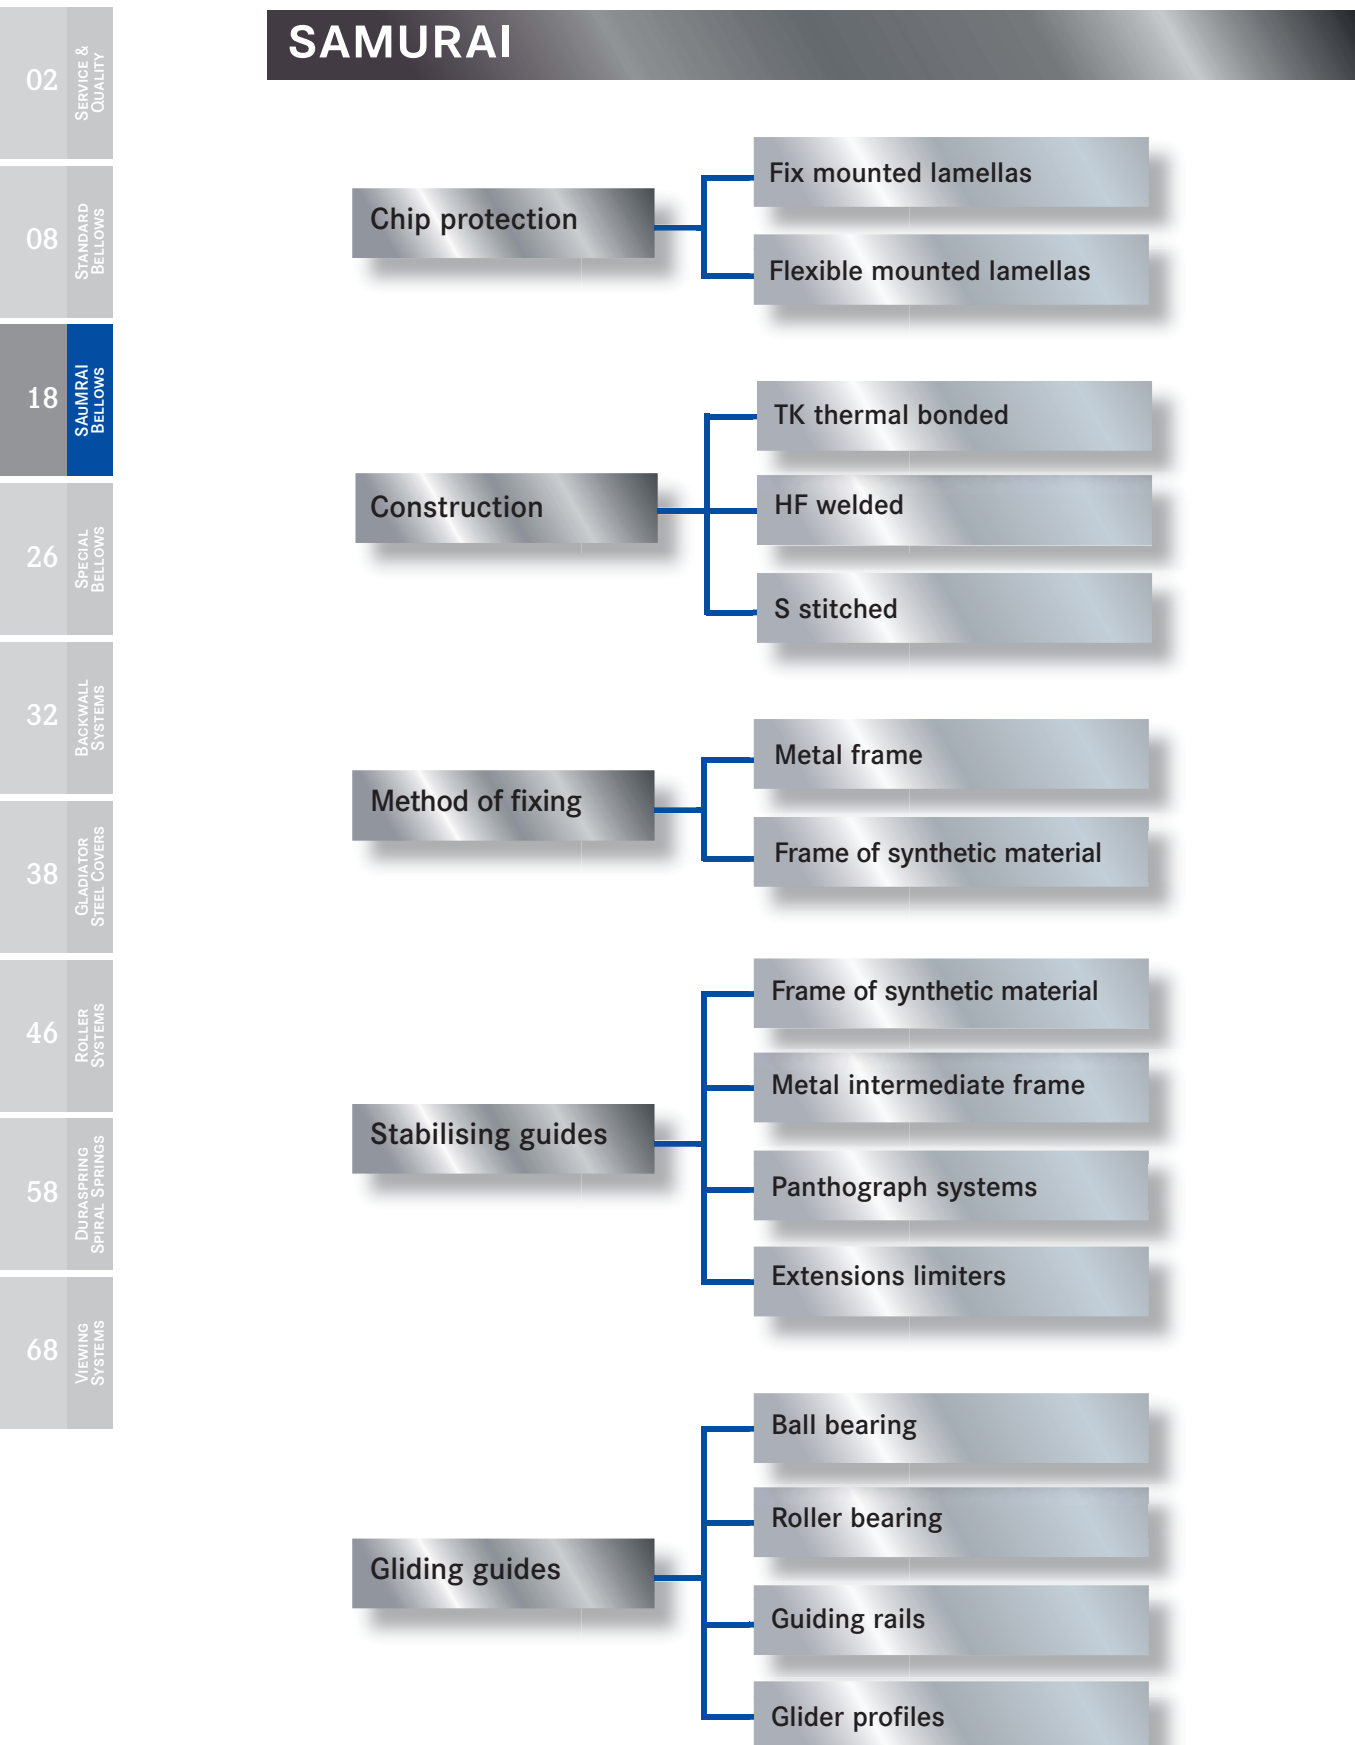 SAMURAI
02
SERVICE &
QUALITY
08
STANDARD
BELLOWS
18
SAuMRAI
BELLOWS
26
SPECIAL
BELLOWS
32
BACKWALL
SYSTEMS
38
GLADIATOR
STEEL COVERS
46
ROLLER
SYSTEMS
58
DURASPRING
SPIRAL SPRINGS
68
VIEWING
SYSTEMS
Chip protection
Fix mounted lamellas
Flexible mounted lamellas
Construction
TK thermal bonded
HF welded
S stitched
Method of fixing
Metal frame
Frame of synthetic material
Stabilising guides
Frame of synthetic material
Metal intermediate frame
Panthograph systems
Extensions limiters
Gliding guides
Ball bearing
Roller bearing
Guiding rails
Glider profiles